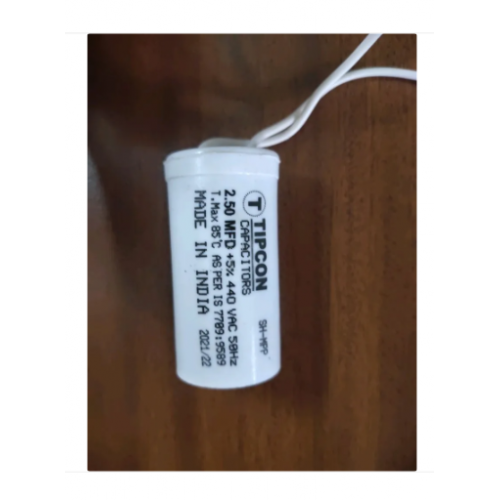 T TIPCON
CAPACITORS SH-MPP
2.50 MFD +5% 440 VAC 50Hz
T.Max 85°C AS PER IS 7709:9589
MADE IN INDIA 2021/22